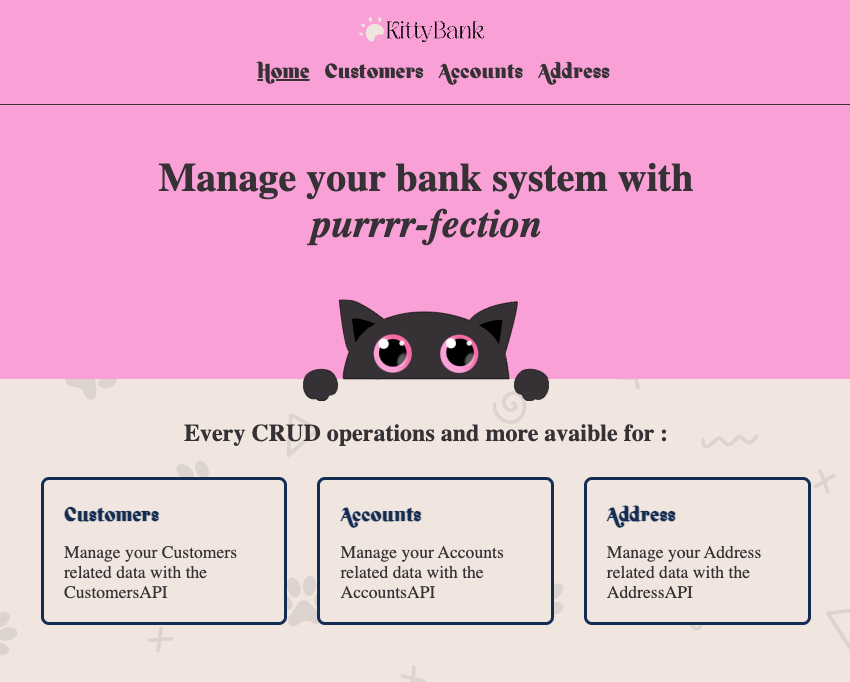 KittyBank
Home Customers Accounts Address
Manage your bank system with
purrrr-fection
Every CRUD operations and more avaible for :
Customers
Manage your Customers
related data with the
CustomersAPI
Accounts
Manage your Accounts
related data with the
AccountsAPI
Address
Manage your Address
related data with the
AddressAPI